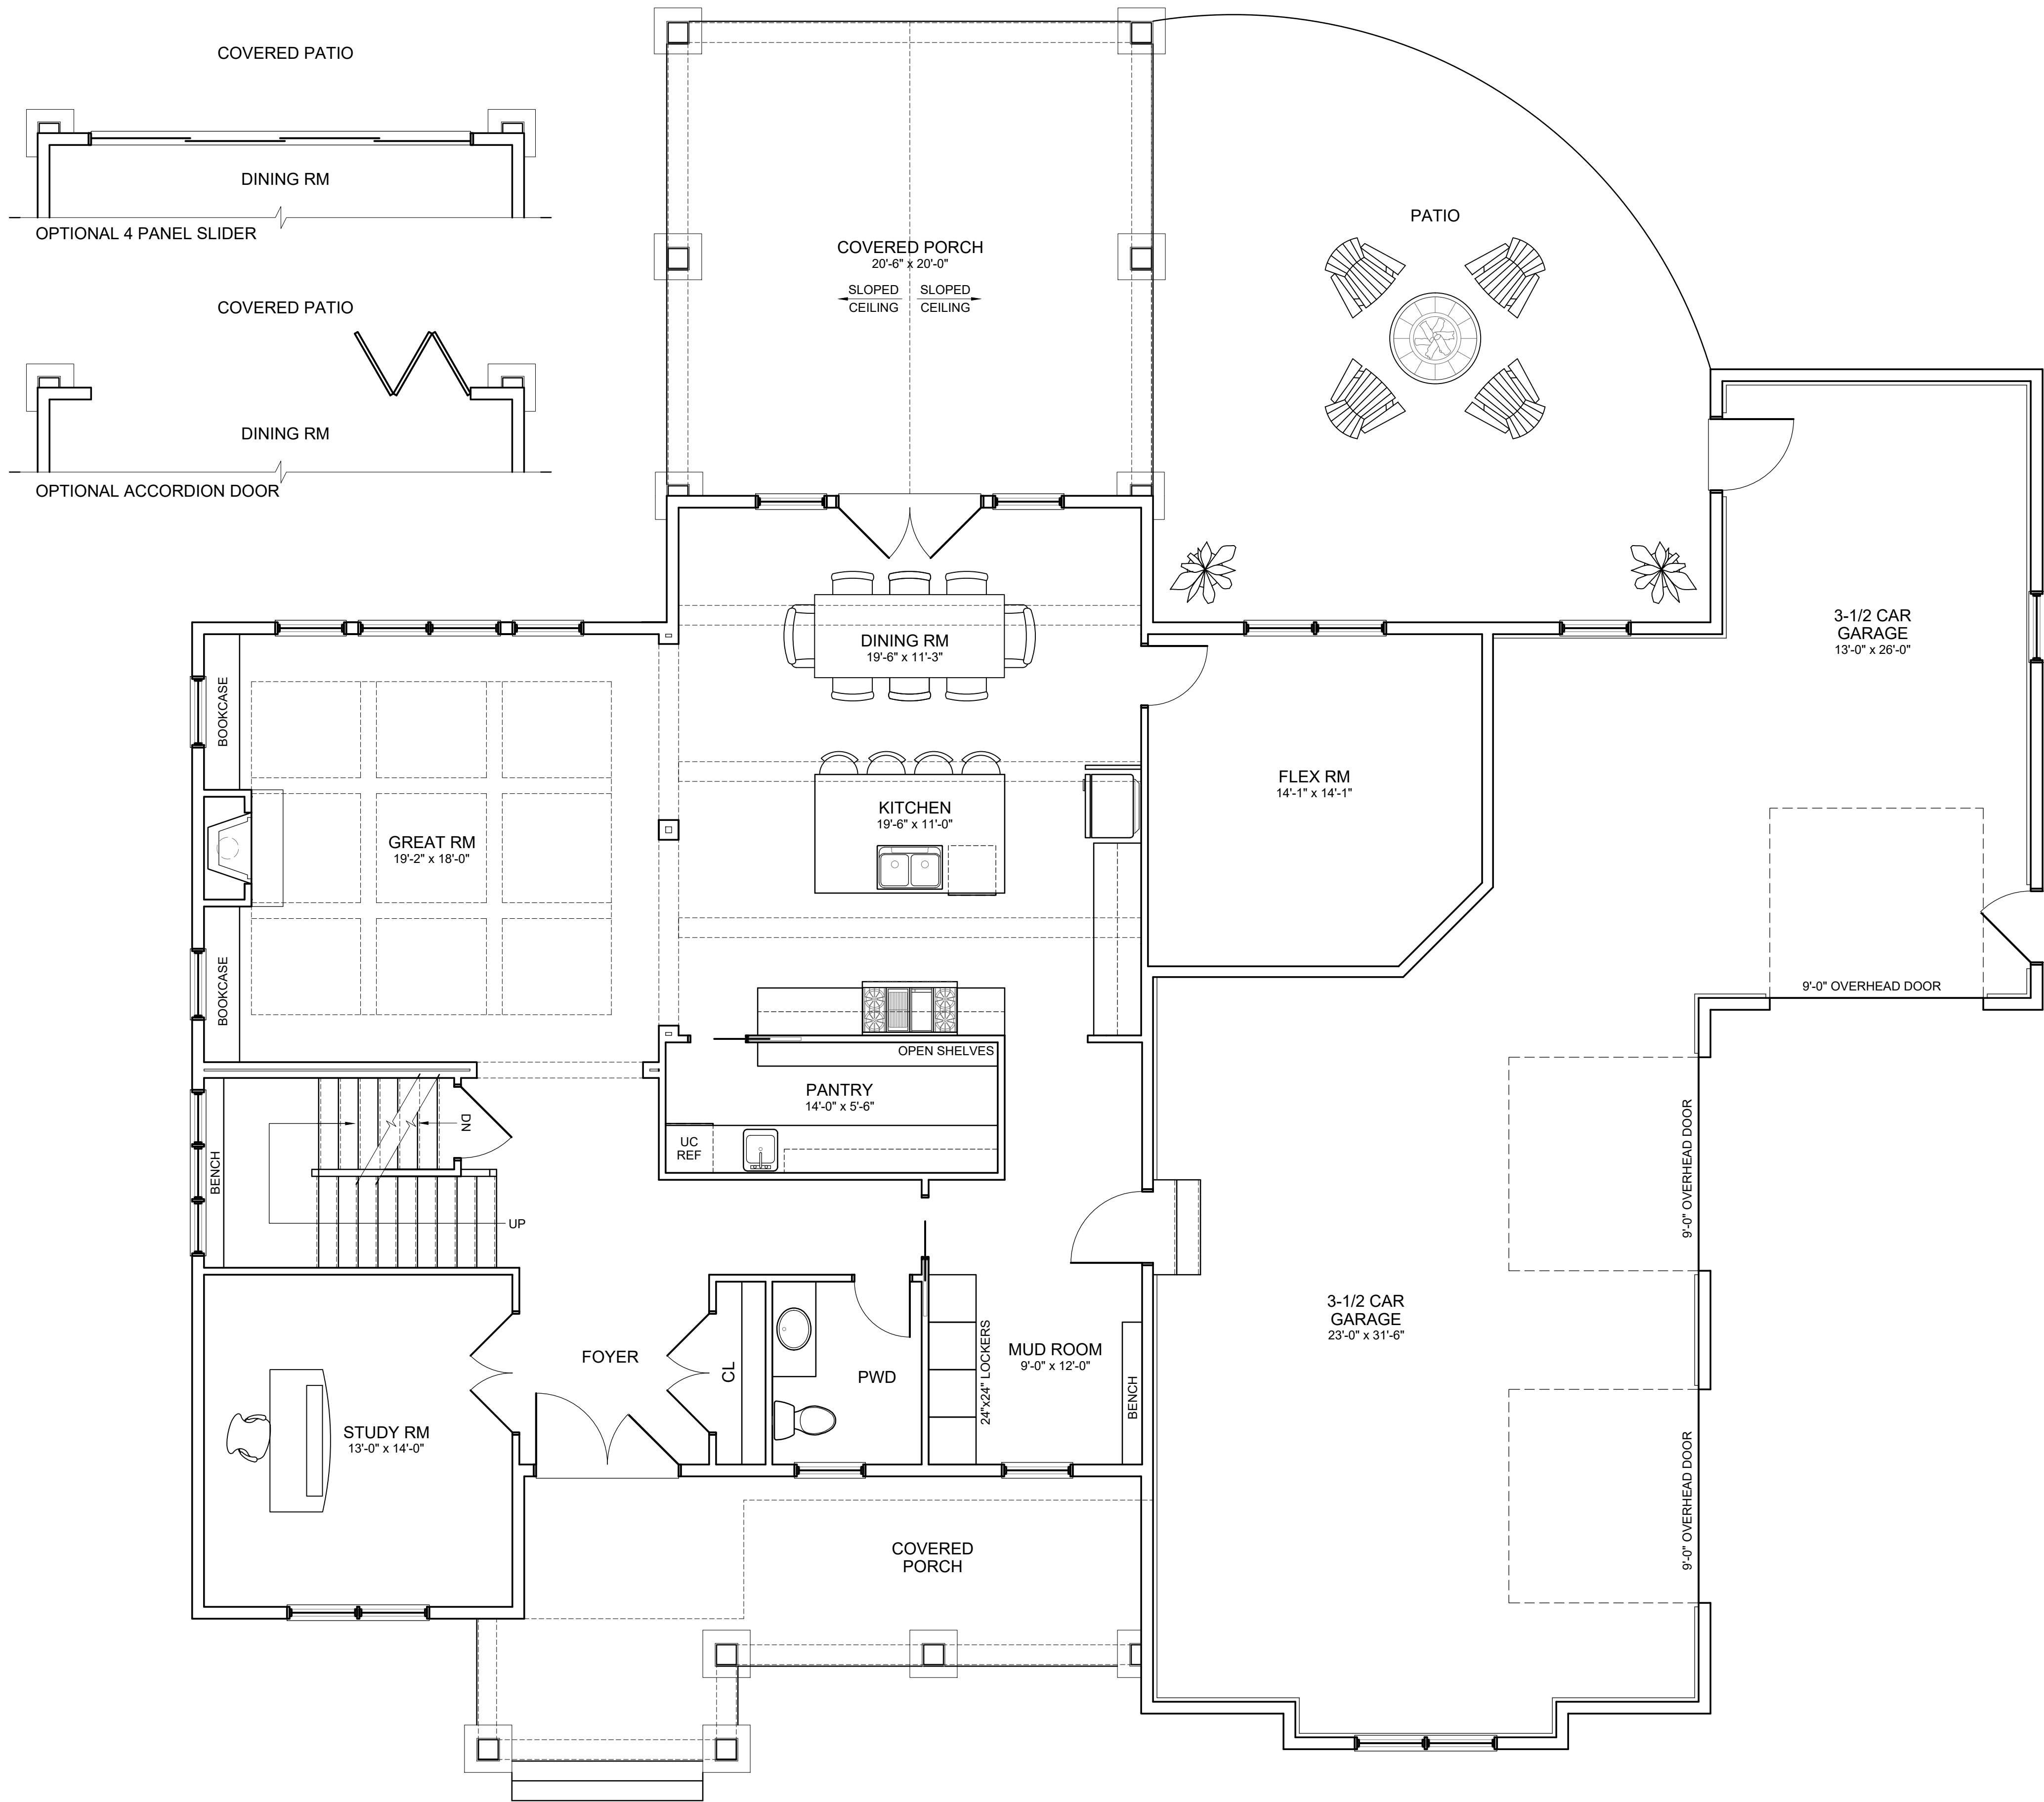 COVERED PATIO
DINING RM
OPTIONAL 4 PANEL SLIDER
COVERED PATIO
DINING RM
OPTIONAL ACCORDION DOOR
COVERED PORCH
20'-6" x 20'-0"
SLOPED
CEILING
SLOPED
CEILING
PATIO
3-1/2 CAR
GARAGE
13'-0" x 26'-0"
DINING RM
19'-6" x 11'-3"
BOOKCASE
FLEX RM
14'-1" x 14'-1"
KITCHEN
19'-6" x 11'-0"
GREAT RM
19'-2" x 18'-0"
BOOKCASE
9'-0" OVERHEAD DOOR
OPEN SHELVES
PANTRY
14'-0" x 5'-6"
UC
REF
DN
BENCH
UP
9'-0" OVERHEAD DOOR
3-1/2 CAR
GARAGE
23'-0" x 31'-6"
FOYER
CL
PWD
24"x24" LOCKERS
MUD ROOM
9'-0" x 12'-0"
BENCH
STUDY RM
13'-0" x 14'-0"
9'-0" OVERHEAD DOOR
COVERED
PORCH